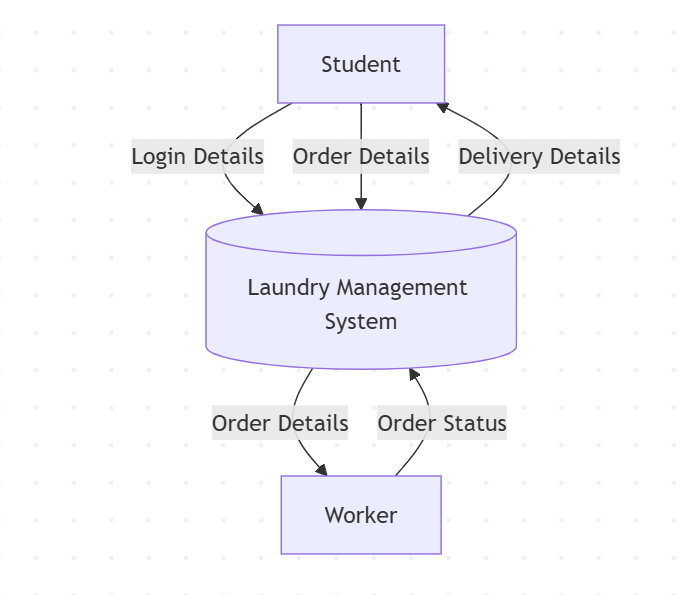 Student
Login Details
Order Details
Delivery Details
Laundry Management
System
Order Details
Order Status
Worker